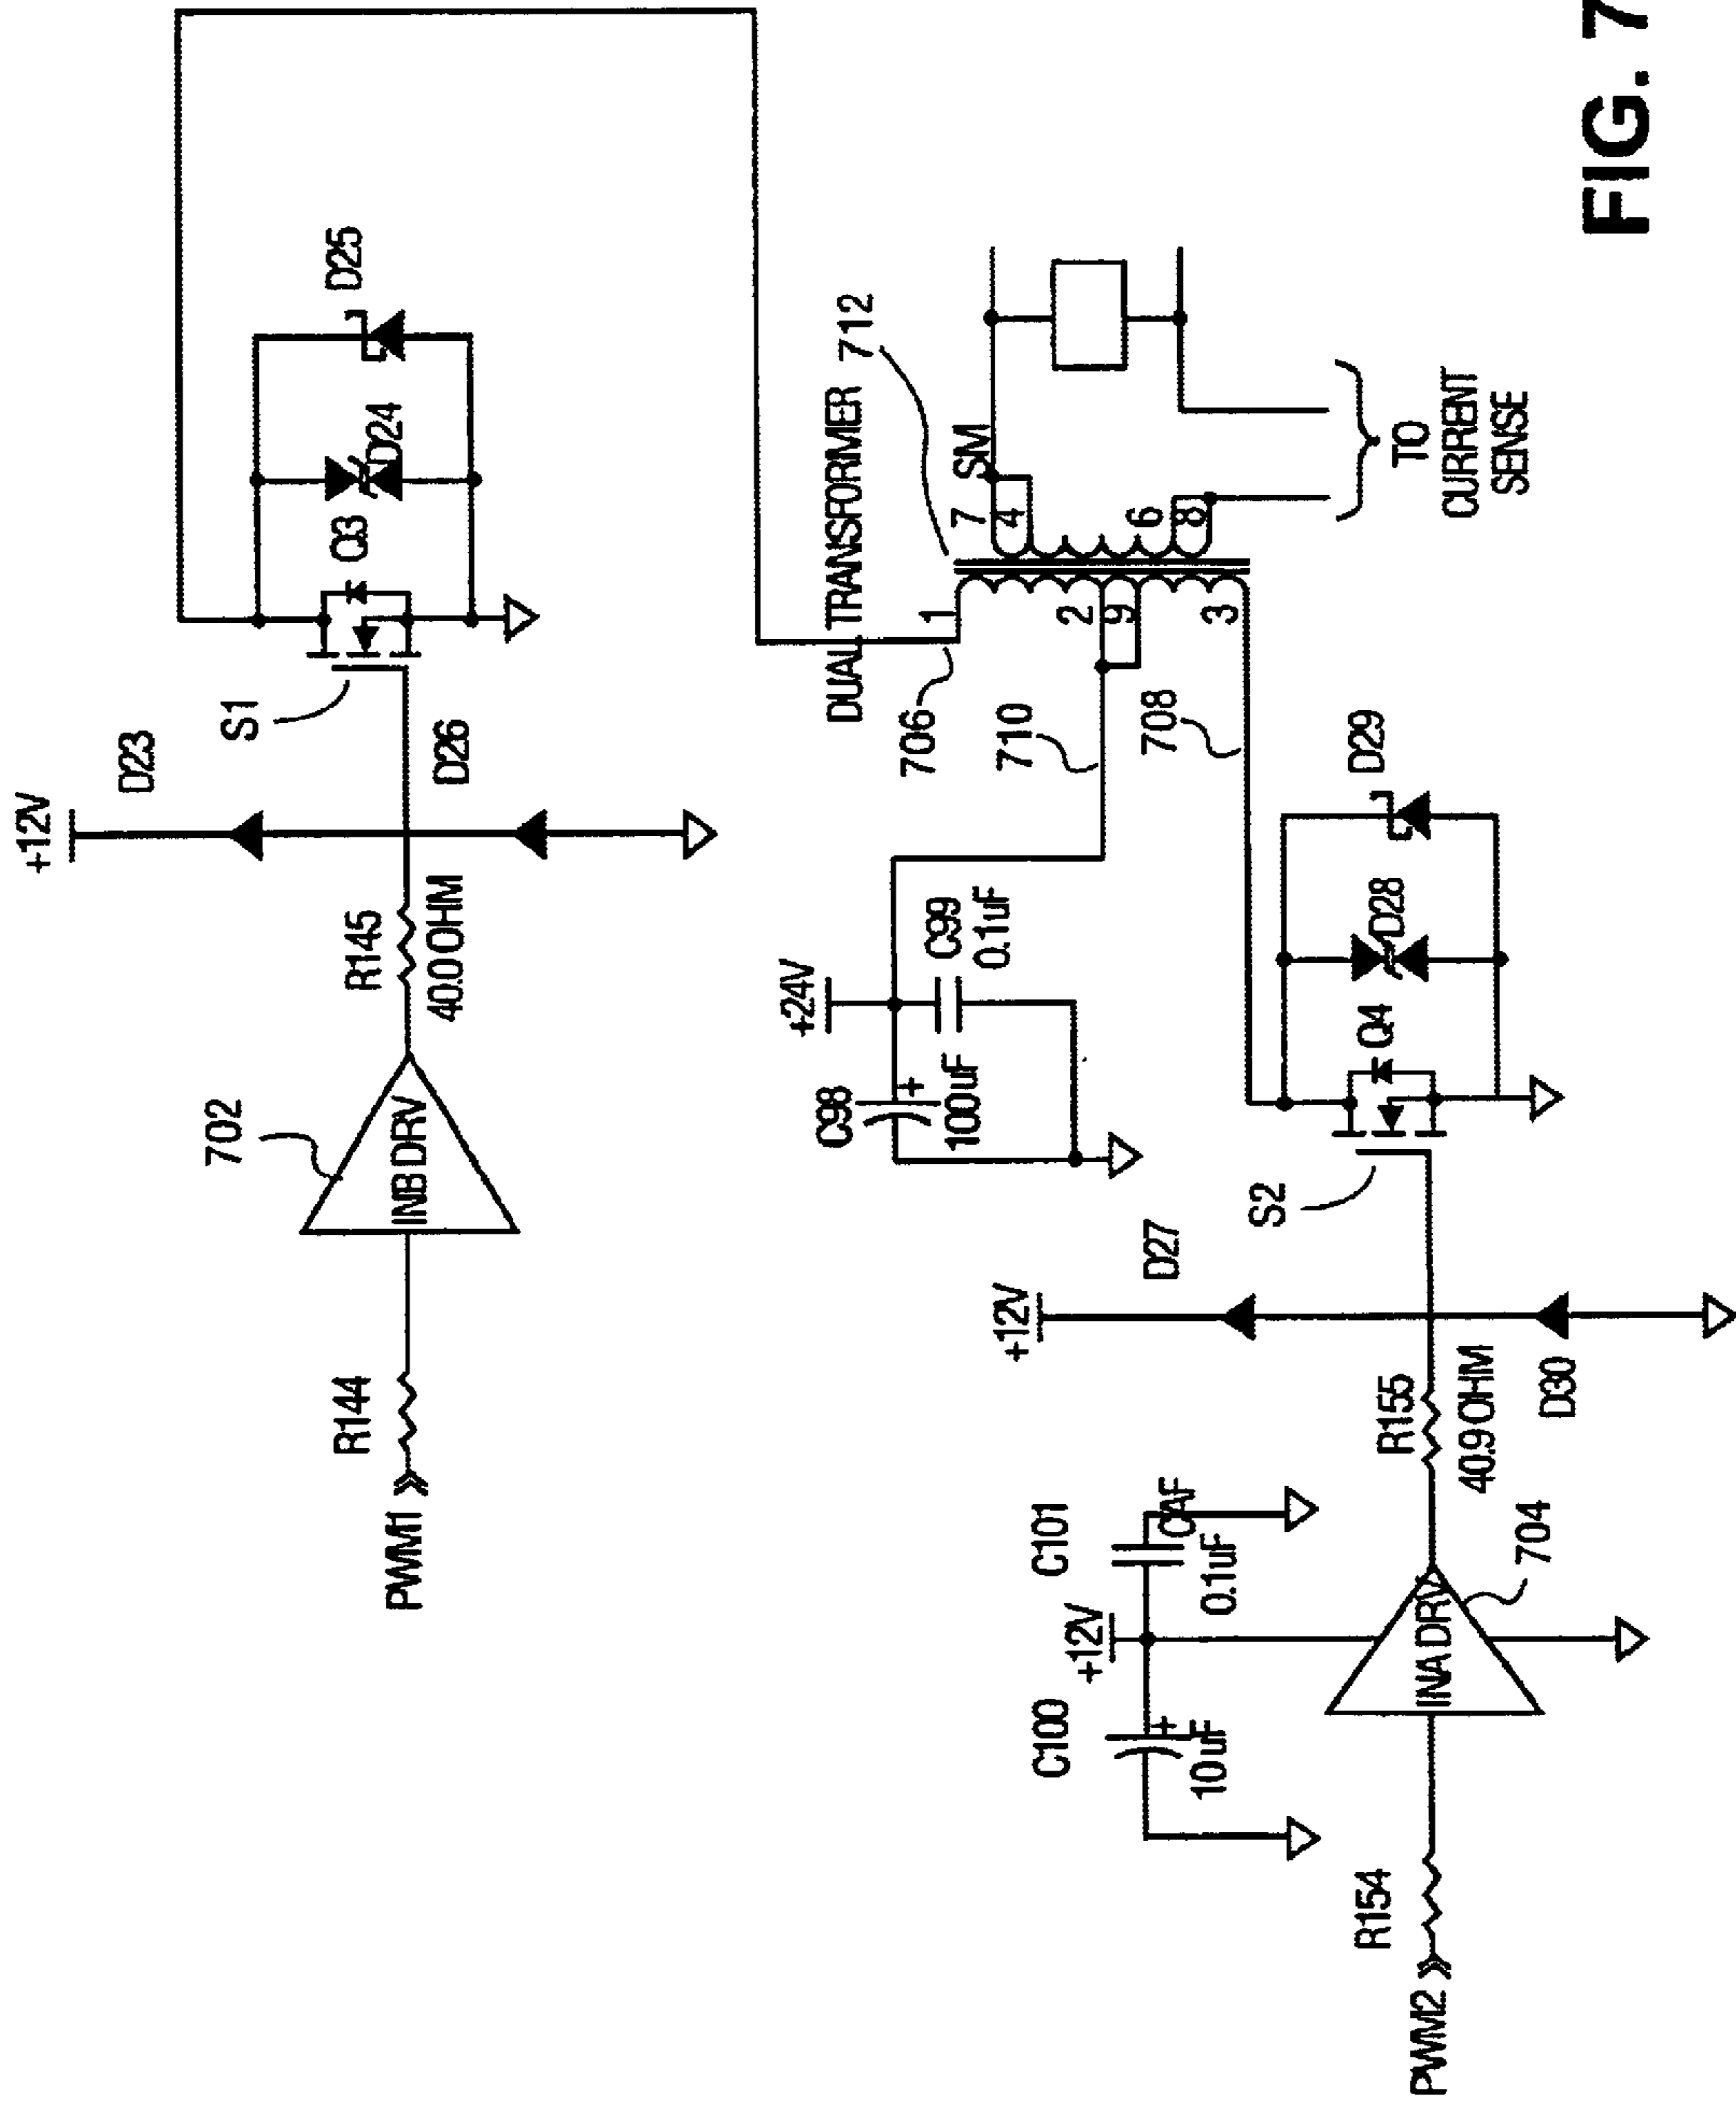 +12V
D23
S1
Q3
D24
D25
702
PWM1
R144
INB DRV
R145
40.0 OHM
D26
DUAL TRANSFORMER
712
+24V
C98
+
100uF
C99
0.1uF
706
710
708
1
2
9
3
7
4
6
8
SM
TO
CURRENT
SENSE
C100
+
10uF
+12V
C101
CAF
0.1uF
+12V
D27
S2
Q4
D28
D29
PWM2
R154
INA DRV
704
R155
40.9 OHM
D30
FIG. 7